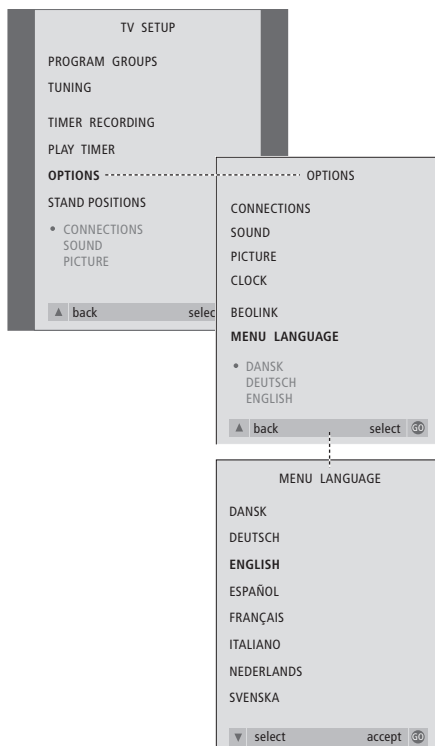 TV SETUP
PROGRAM GROUPS
TUNING
TIMER RECORDING
PLAY TIMER
OPTIONS
STAND POSITIONS
• CONNECTIONS
SOUND
PICTURE
▲ back selec
OPTIONS
CONNECTIONS
SOUND
PICTURE
CLOCK
BEOLINK
MENU LANGUAGE
• DANSK
DEUTSCH
ENGLISH
▲ back select GO
MENU LANGUAGE
DANSK
DEUTSCH
ENGLISH
ESPAÑOL
FRANÇAIS
ITALIANO
NEDERLANDS
SVENSKA
▼ select accept GO